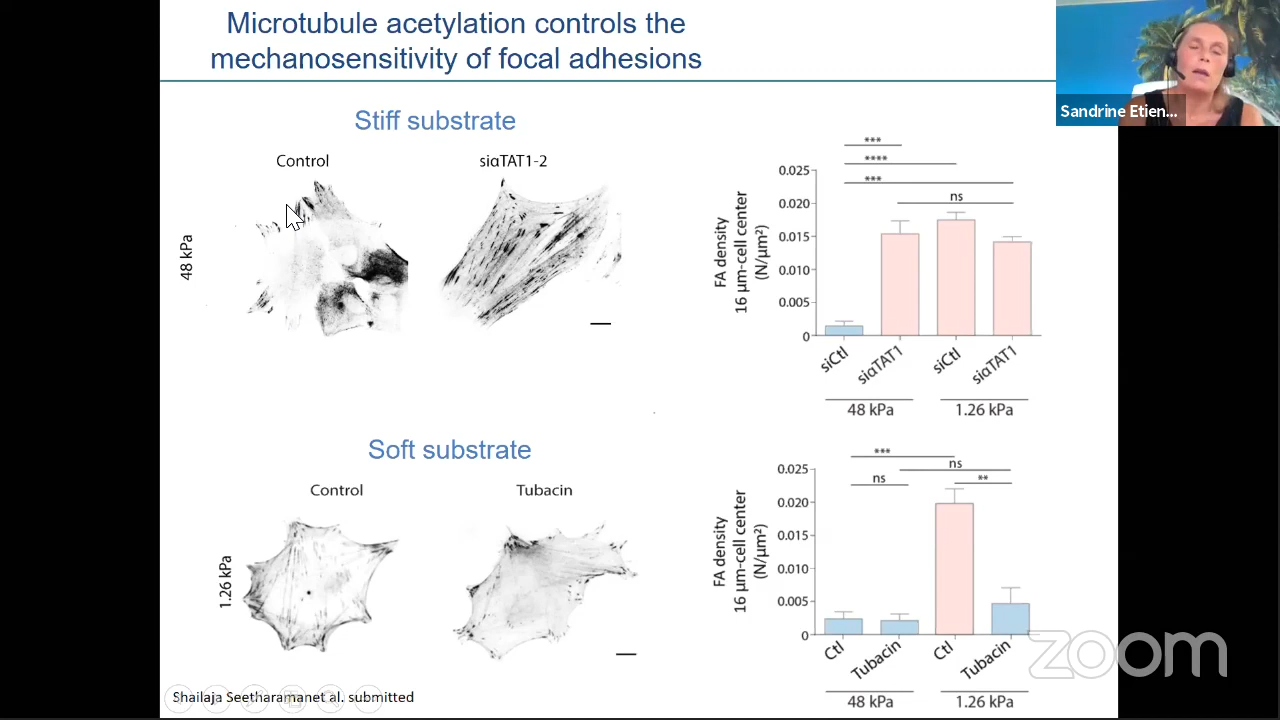 Microtubule acetylation controls the
mechanosensitivity of focal adhesions
Sandrine Etien...
Stiff substrate
Control
siαTAT1-2
48 kPa
FA density
16 µm-cell center
(N/µm²)
***
****
***
ns
0.025
0.020
0.015
0.010
0.005
0
siCtl
siαTAT1
siCtl
siαTAT1
48 kPa
1.26 kPa
Soft substrate
Control
Tubacin
1.26 kPa
FA density
16 µm-cell center
(N/µm²)
***
ns
ns
**
0.025
0.020
0.015
0.010
0.005
0
Ctl
Tubacin
Ctl
Tubacin
48 kPa
1.26 kPa
Shailaja Seetharamanet al. submitted
zoom